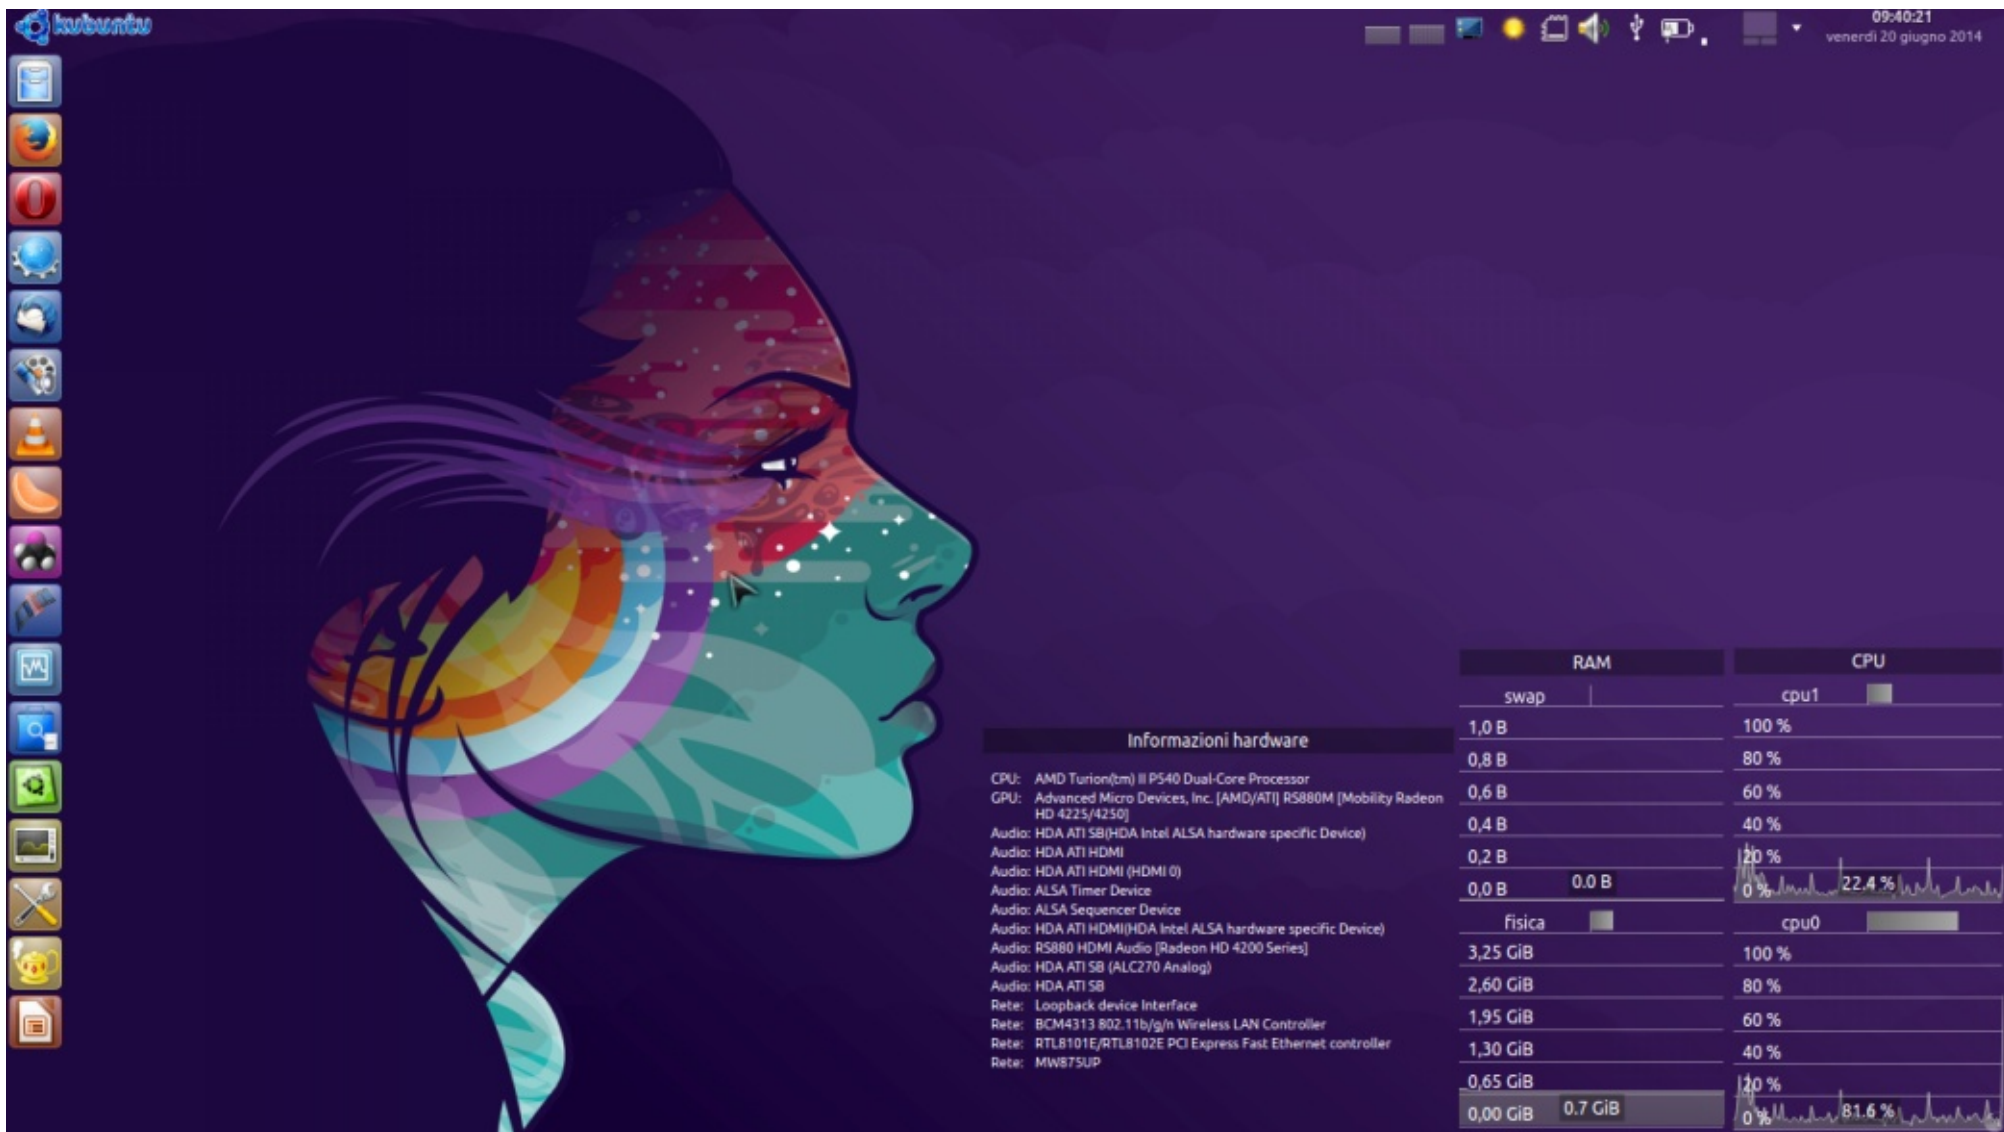 kubuntu
09:40:21
venerdì 20 giugno 2014
Informazioni hardware
CPU: AMD Turion(tm) II P540 Dual-Core Processor
GPU: Advanced Micro Devices, Inc. [AMD/ATI] RS880M [Mobility Radeon
HD 4225/4250]
Audio: HDA ATI SB(HDA Intel ALSA hardware specific Device)
Audio: HDA ATI HDMI
Audio: HDA ATI HDMI (HDMI 0)
Audio: ALSA Timer Device
Audio: ALSA Sequencer Device
Audio: HDA ATI HDMI(HDA Intel ALSA hardware specific Device)
Audio: RS880 HDMI Audio [Radeon HD 4200 Series]
Audio: HDA ATI SB (ALC270 Analog)
Audio: HDA ATI SB
Rete: Loopback device Interface
Rete: BCM4313 802.11b/g/n Wireless LAN Controller
Rete: RTL8101E/RTL8102E PCI Express Fast Ethernet controller
Rete: MW875UP
RAM
swap
1,0 B
0,8 B
0,6 B
0,4 B
0,2 B
0,0 B
0.0 B
fisica
3,25 GiB
2,60 GiB
1,95 GiB
1,30 GiB
0,65 GiB
0,00 GiB
0.7 GiB
CPU
cpu1
100 %
80 %
60 %
40 %
20 %
0 %
22.4 %
cpu0
100 %
80 %
60 %
40 %
20 %
0 %
81.6 %